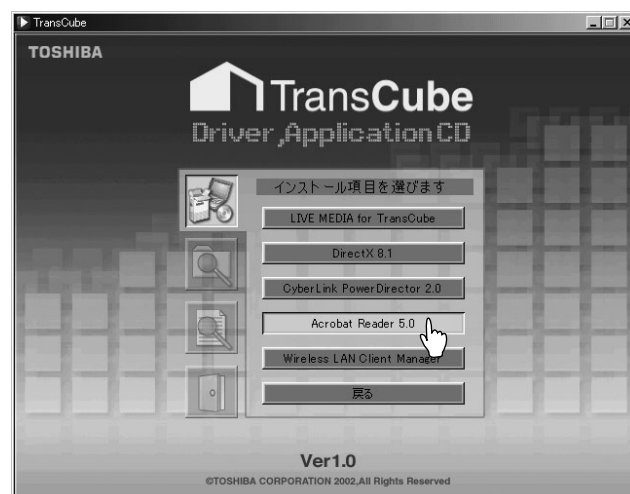 TransCube
TOSHIBA
TransCube
Driver,Application CD
インストール項目を選びます
LIVE MEDIA for TransCube
DirectX 8.1
CyberLink PowerDirector 2.0
Acrobat Reader 5.0
Wireless LAN Client Manager
戻る
Ver1.0
©TOSHIBA CORPORATION 2002,All Rights Reserved